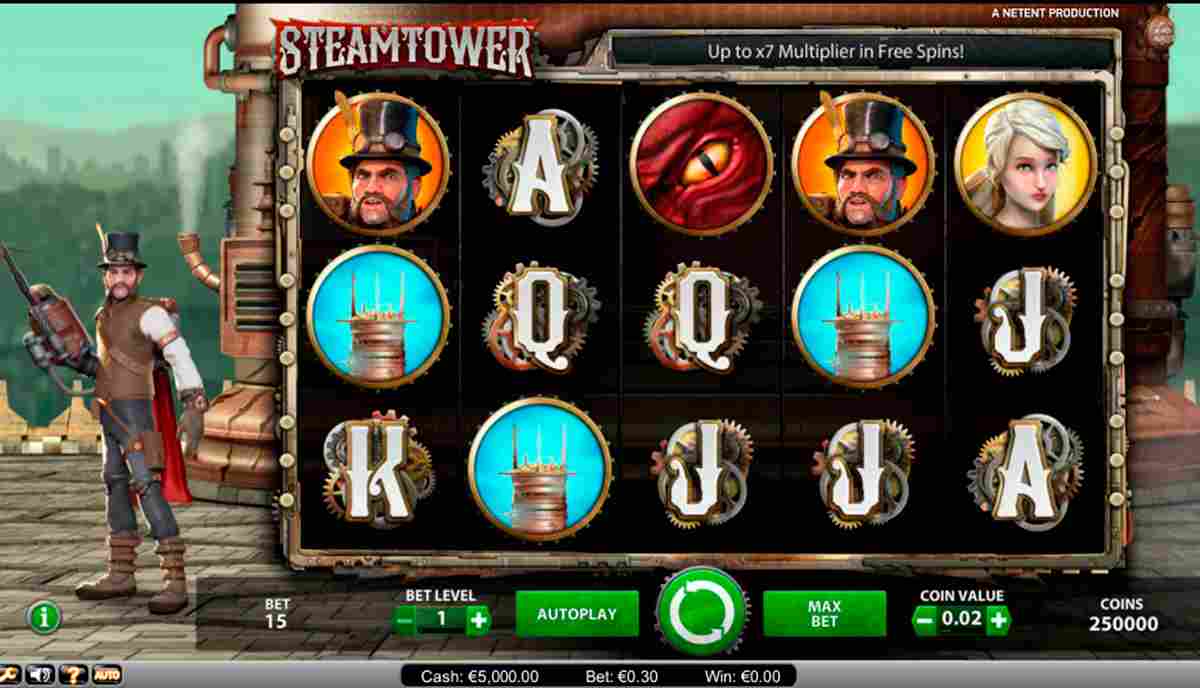 A NETENT PRODUCTION
STEAMTOWER
Up to x7 Multiplier in Free Spins!
A
Q
Q
J
K
J
J
A
BET
15
BET LEVEL
1
AUTOPLAY
MAX
BET
COIN VALUE
0.02
COINS
250000
AUTO
Cash: €5,000.00
Bet: €0.30
Win: €0.00